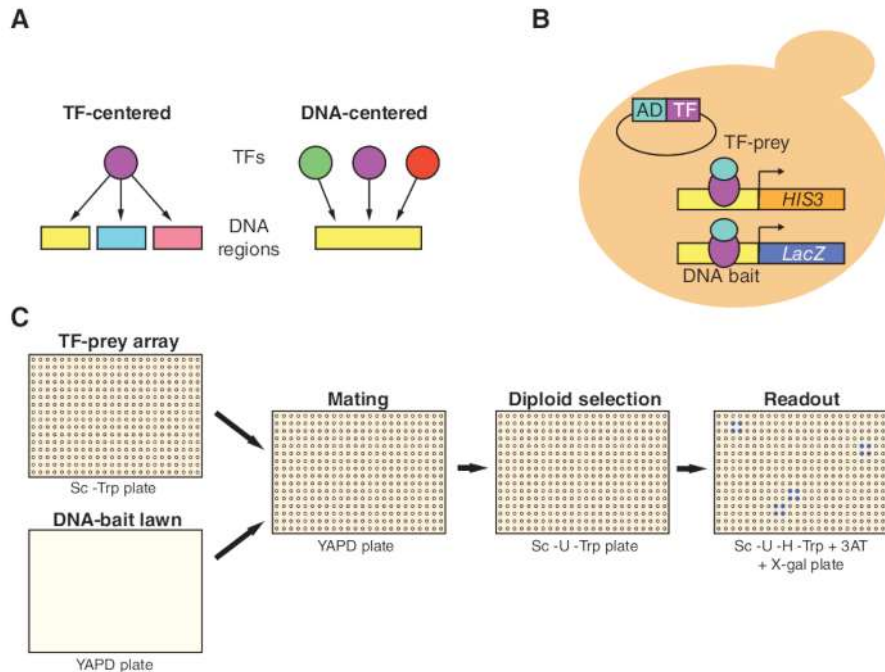 A
TF-centered
DNA-centered
TFs
DNA
regions
B
AD TF
TF-prey
HIS3
LacZ
DNA bait
C
TF-prey array
Sc -Trp plate
DNA-bait lawn
YAPD plate
Mating
YAPD plate
Diploid selection
Sc -U -Trp plate
Readout
Sc -U -H -Trp + 3AT
+ X-gal plate